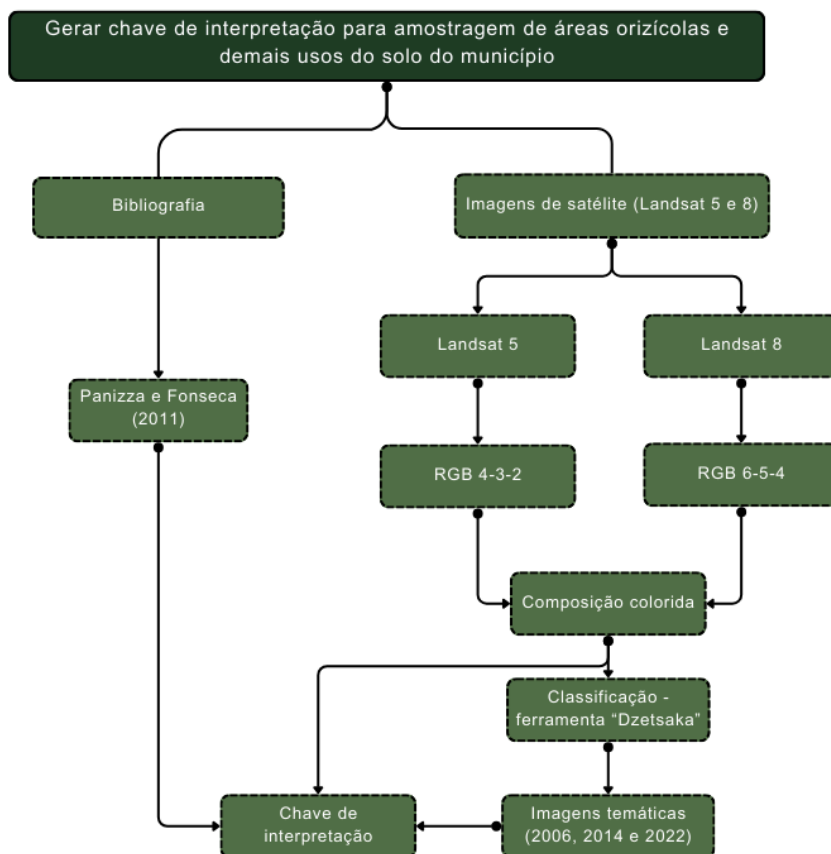 Gerar chave de interpretação para amostragem de áreas orizícolas e
demais usos do solo do município
Bibliografia
Imagens de satélite (Landsat 5 e 8)
Landsat 5
Landsat 8
Panizza e Fonseca
(2011)
RGB 4-3-2
RGB 6-5-4
Composição colorida
Classificação -
ferramenta “Dzetsaka”
Chave de
interpretação
Imagens temáticas
(2006, 2014 e 2022)